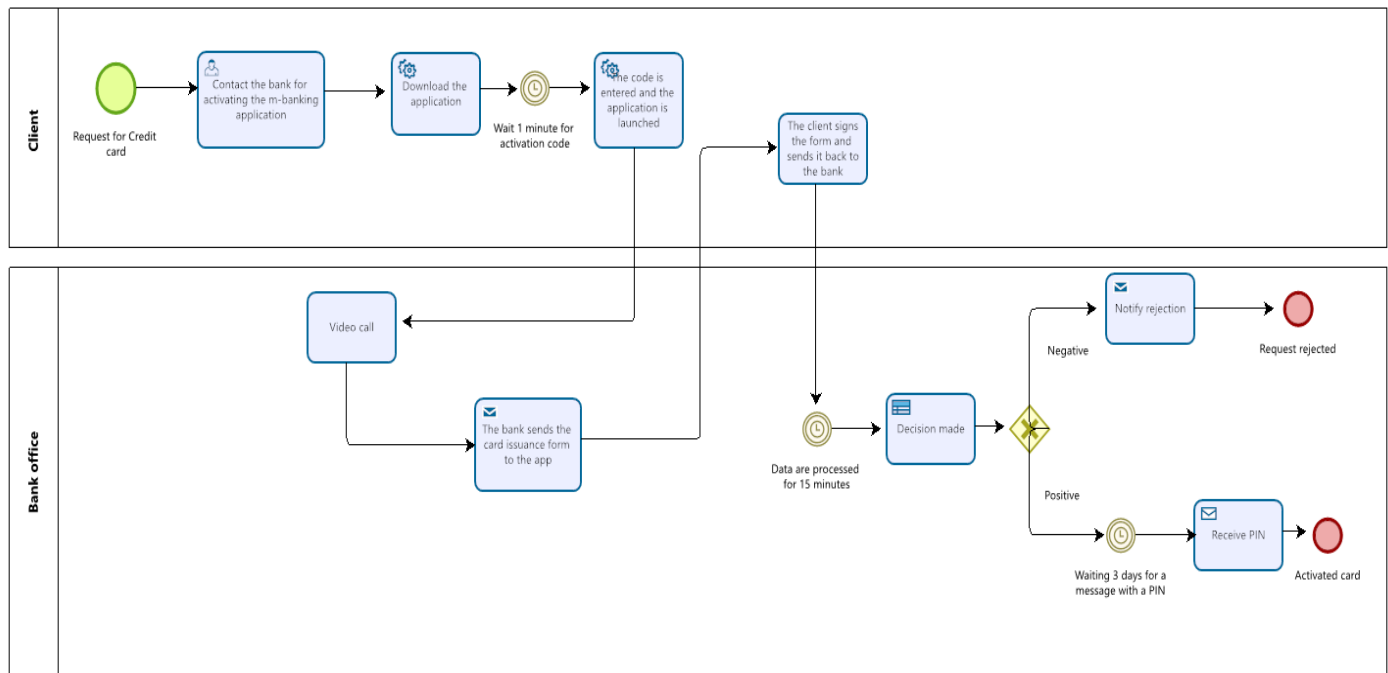 Client
Request for Credit
card
Contact the bank for
activating the m-banking
application
Download the
application
Wait 1 minute for
activation code
The code is
entered and the
application is
launched
The client signs
the form and
sends it back to
the bank
Bank office
Video call
The bank sends the
card issuance form
to the app
Data are processed
for 15 minutes
Decision made
Negative
Notify rejection
Request rejected
Positive
Waiting 3 days for a
message with a PIN
Receive PIN
Activated card